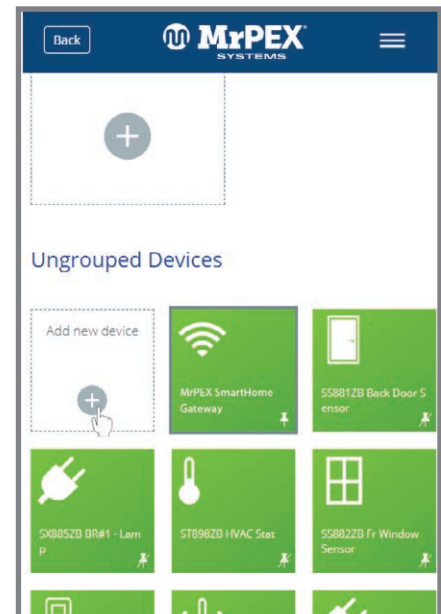 Back
MrPEX
SYSTEMS
Ungrouped Devices
Add new device
MrPEX SmartHome
Gateway
SS881ZB Back Door S
ensor
SX885ZB BR#1 - Lam
p
ST898ZB HVAC Stat
SS882ZB Fr Window
Sensor